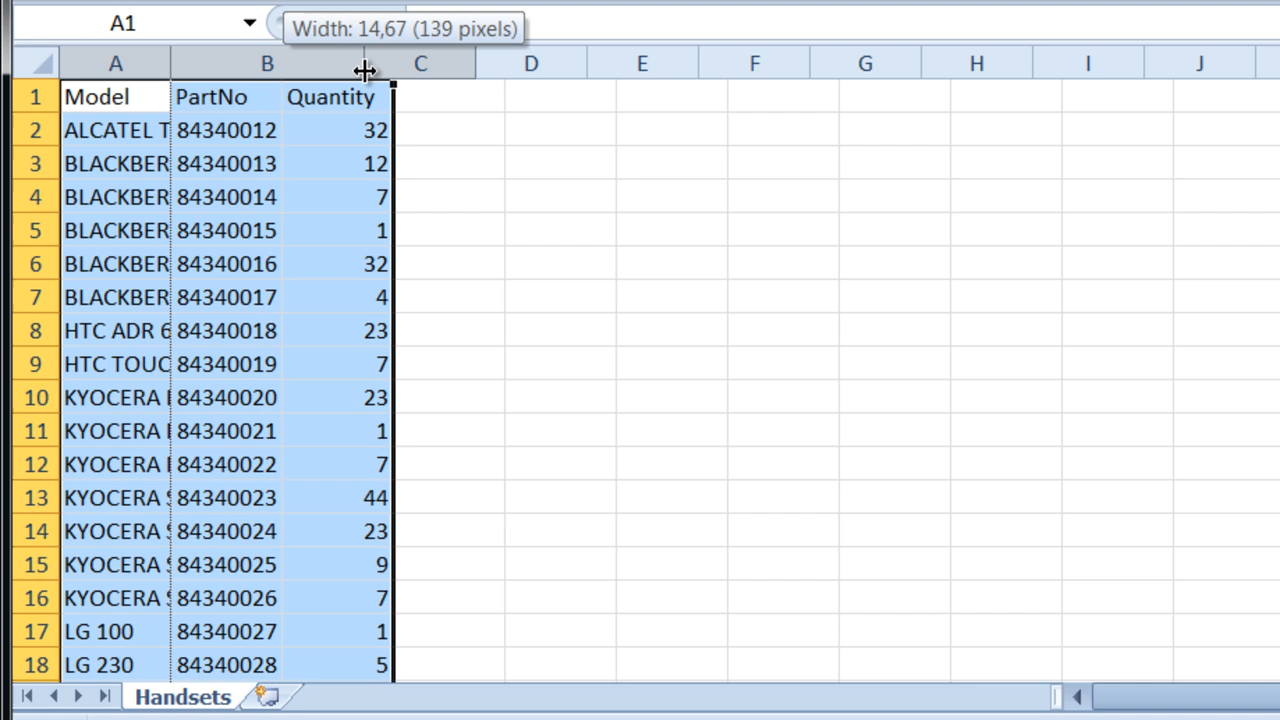 A1
Width: 14,67 (139 pixels)
A B C D E F G H I J
1 Model PartNo Quantity
2 ALCATEL T 84340012 32
3 BLACKBER 84340013 12
4 BLACKBER 84340014 7
5 BLACKBER 84340015 1
6 BLACKBER 84340016 32
7 BLACKBER 84340017 4
8 HTC ADR 6 84340018 23
9 HTC TOUC 84340019 7
10 KYOCERA 84340020 23
11 KYOCERA 84340021 1
12 KYOCERA 84340022 7
13 KYOCERA 84340023 44
14 KYOCERA 84340024 23
15 KYOCERA 84340025 9
16 KYOCERA 84340026 7
17 LG 100 84340027 1
18 LG 230 84340028 5
Handsets